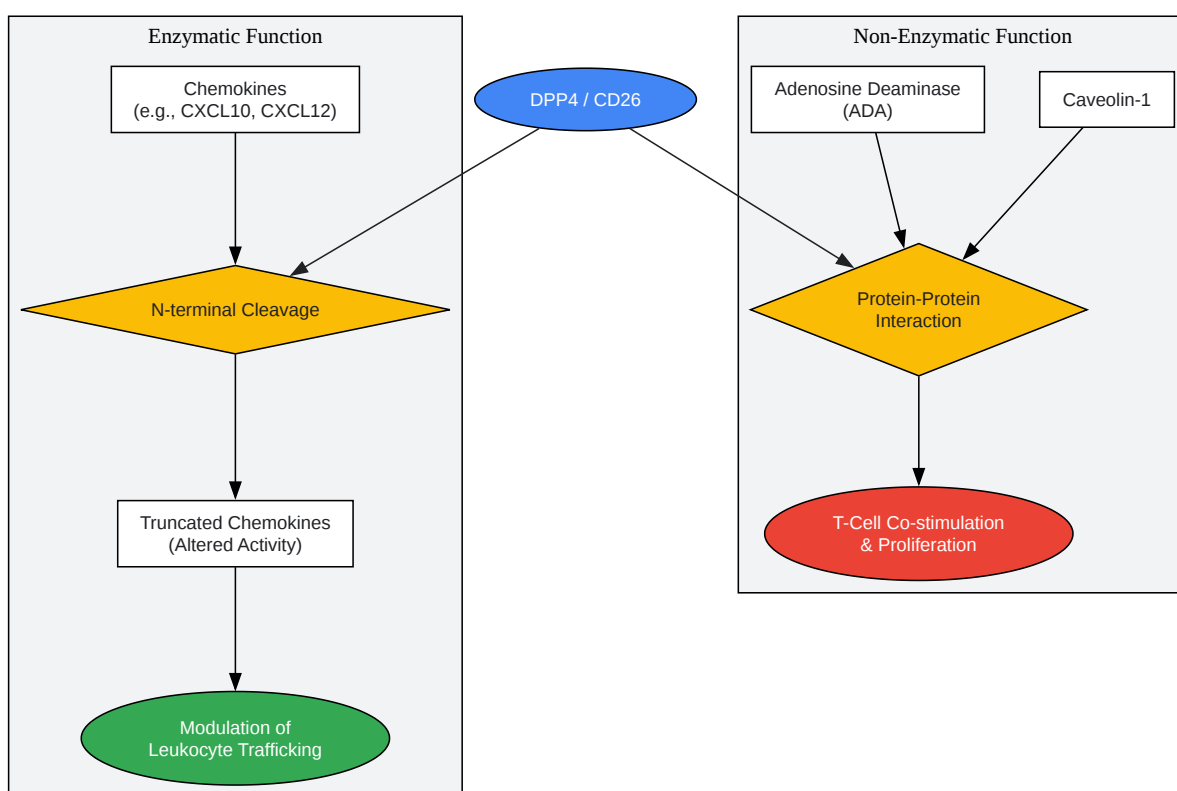 Enzymatic Function
Chemokines
(e.g., CXCL10, CXCL12)
N-terminal Cleavage
Truncated Chemokines
(Altered Activity)
Modulation of
Leukocyte Trafficking
DPP4 / CD26
Non-Enzymatic Function
Adenosine Deaminase
(ADA)
Caveolin-1
Protein-Protein
Interaction
T-Cell Co-stimulation
& Proliferation